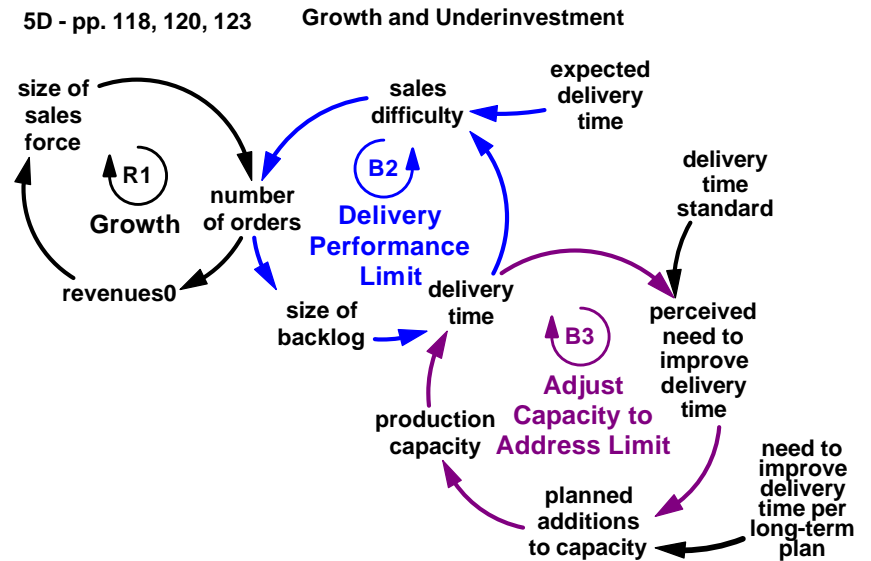 5D - pp. 118, 120, 123
Growth and Underinvestment
size of
sales
force
sales
difficulty
expected
delivery
time
R1
Growth
number
of orders
B2
Delivery
Performance
Limit
delivery
time
standard
revenues0
size of
backlog
delivery
time
perceived
need to
improve
delivery
time
B3
Adjust
Capacity to
Address Limit
production
capacity
planned
additions
to capacity
need to
improve
delivery
time per
long-term
plan